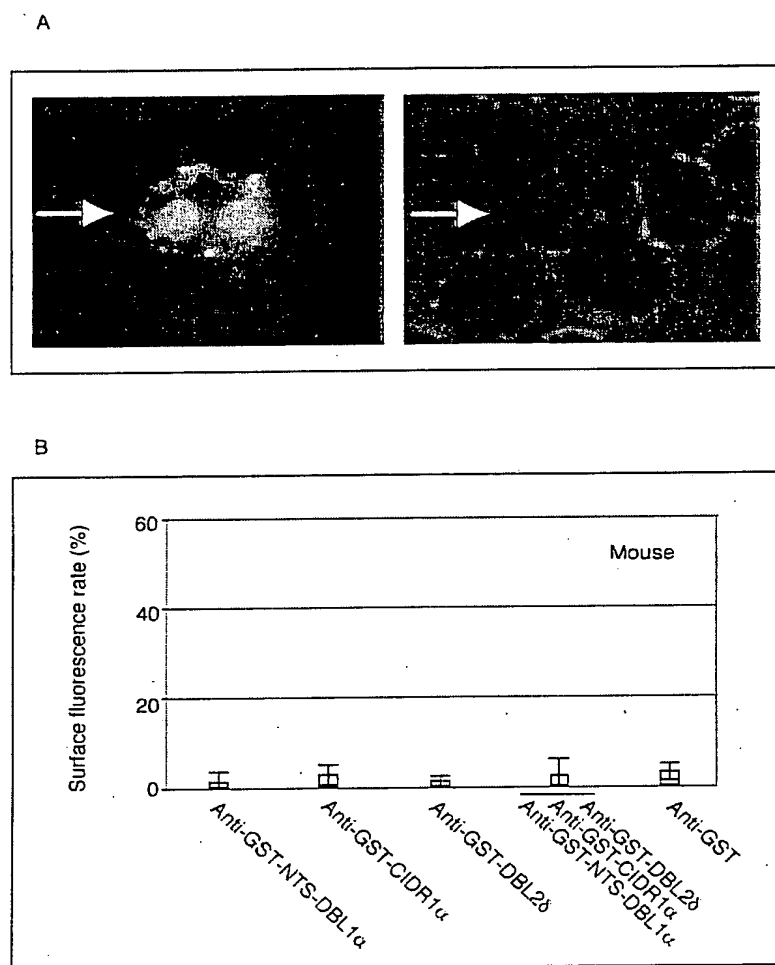 A
B
Surface fluorescence rate (%)
60
40
20
0
Mouse
Anti-GST-NTS-DBL1α
Anti-GST-CIDR1α
Anti-GST-DBL2δ
Anti-GST-NTS-DBL1α
Anti-GST-CIDR1α
Anti-GST-DBL2δ
Anti-GST